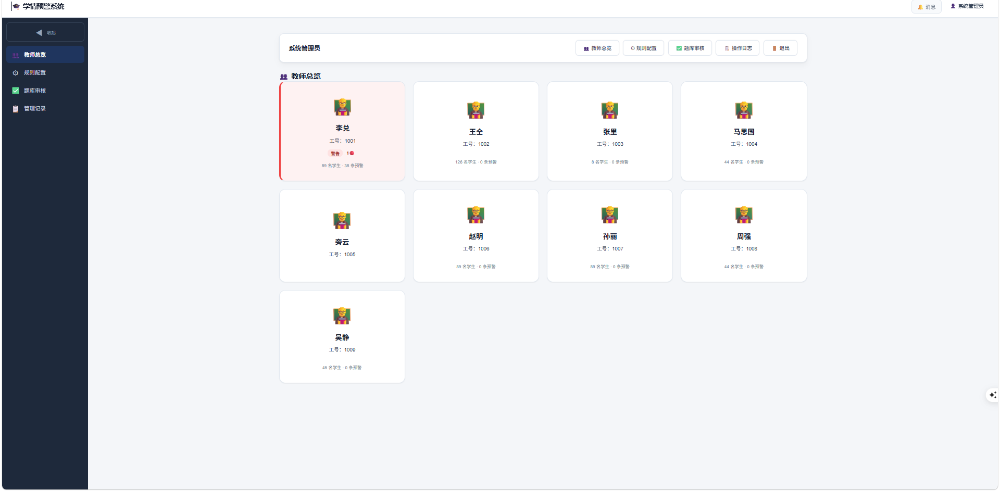 学情预警系统
消息
系统管理员
收起
教师总览
规则配置
题库审核
管理记录
系统管理员
教师总览
规则配置
题库审核
操作日志
退出
教师总览
李兑
工号：1001
警告 1
89 名学生 · 38 条预警
王仝
工号：1002
126 名学生 · 0 条预警
张里
工号：1003
8 名学生 · 0 条预警
马思国
工号：1004
44 名学生 · 0 条预警
旁云
工号：1005
赵明
工号：1006
89 名学生 · 0 条预警
孙丽
工号：1007
89 名学生 · 0 条预警
周强
工号：1008
44 名学生 · 0 条预警
吴静
工号：1009
45 名学生 · 0 条预警